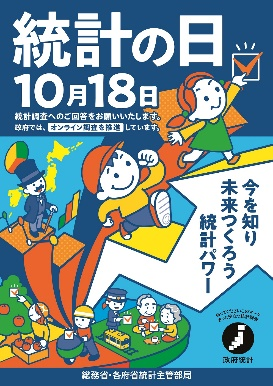 統計の日
10月18日
統計調査へのご回答をお願いいたします。
政府では、オンライン調査を推進しています。
今を知り
未来つくろう
統計パワー
政府統計
総務省・各府省統計主管部局